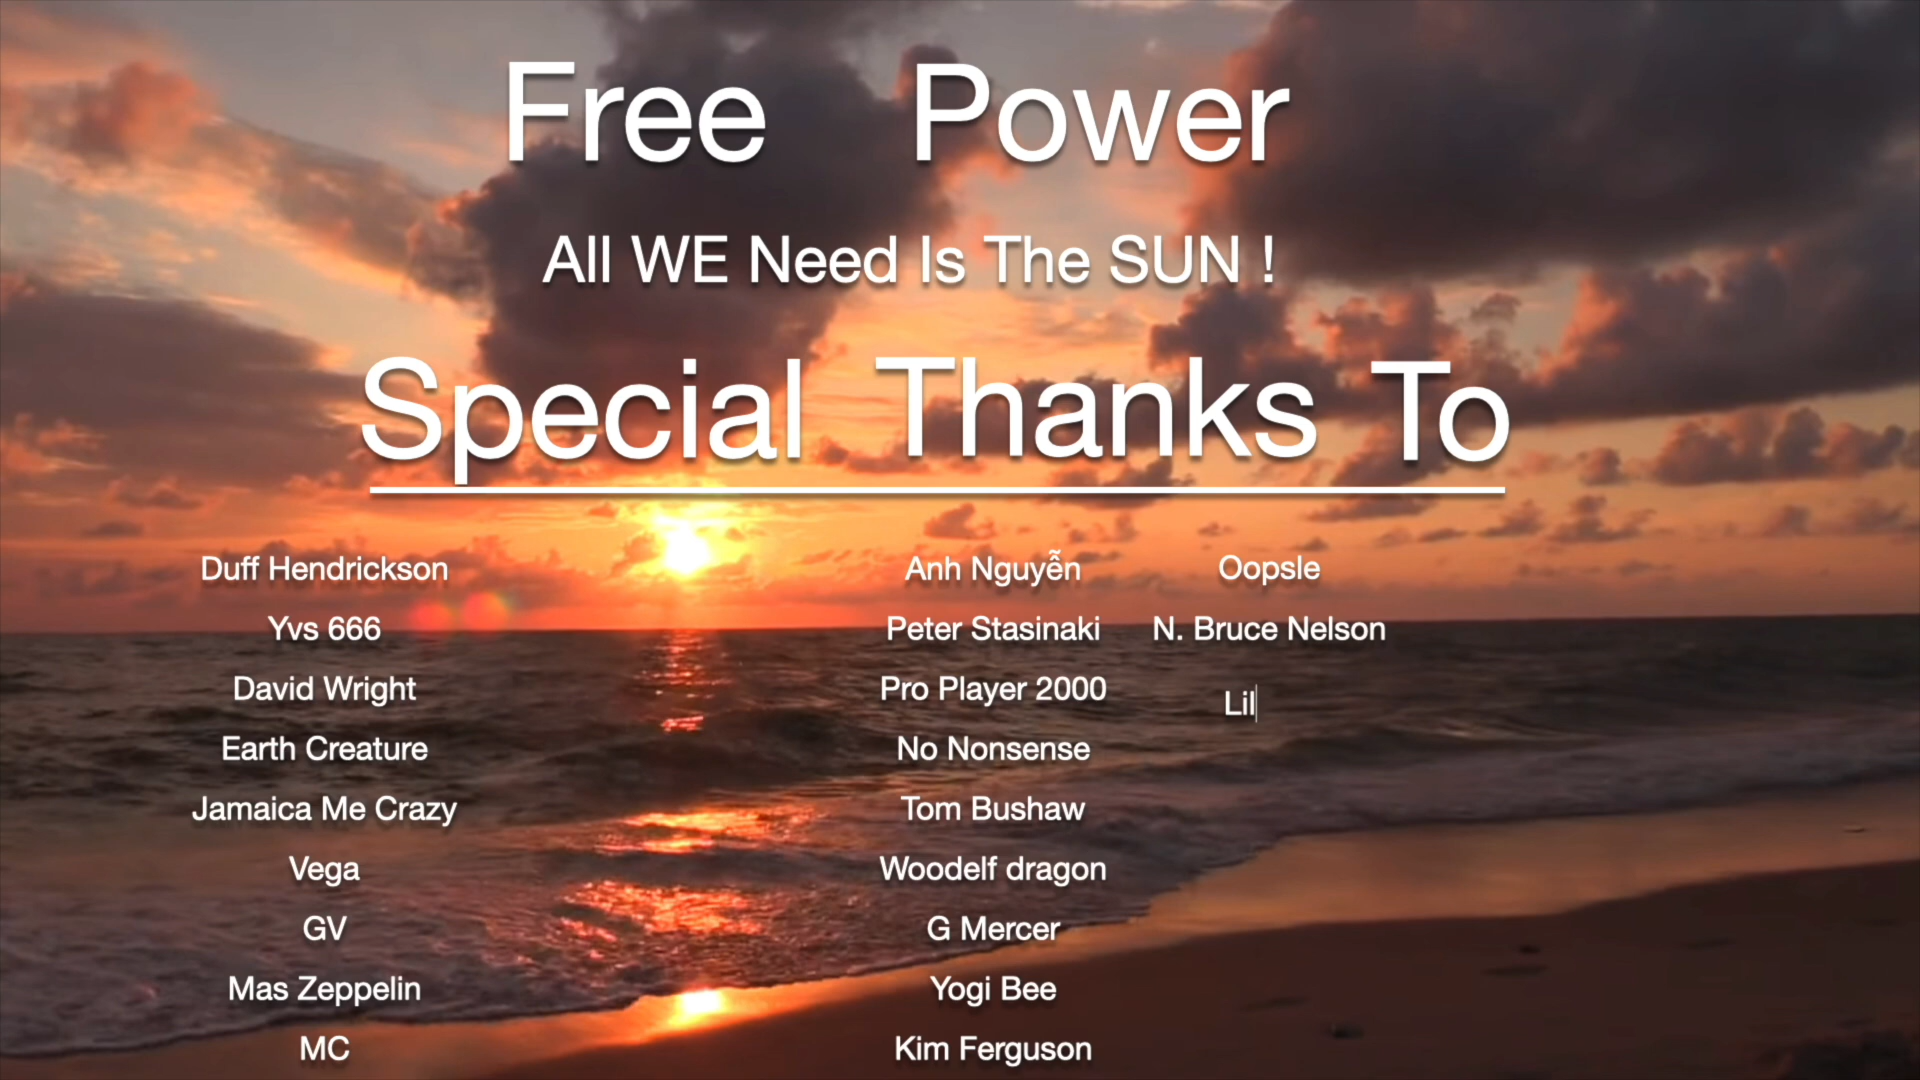 Free Power
All WE Need Is The SUN !
Special Thanks To
Duff Hendrickson
Yvs 666
David Wright
Earth Creature
Jamaica Me Crazy
Vega
GV
Mas Zeppelin
MC
Anh Nguyễn
Peter Stasinaki
Pro Player 2000
No Nonsense
Tom Bushaw
Woodelf dragon
G Mercer
Yogi Bee
Kim Ferguson
Oopsle
N. Bruce Nelson
Lil